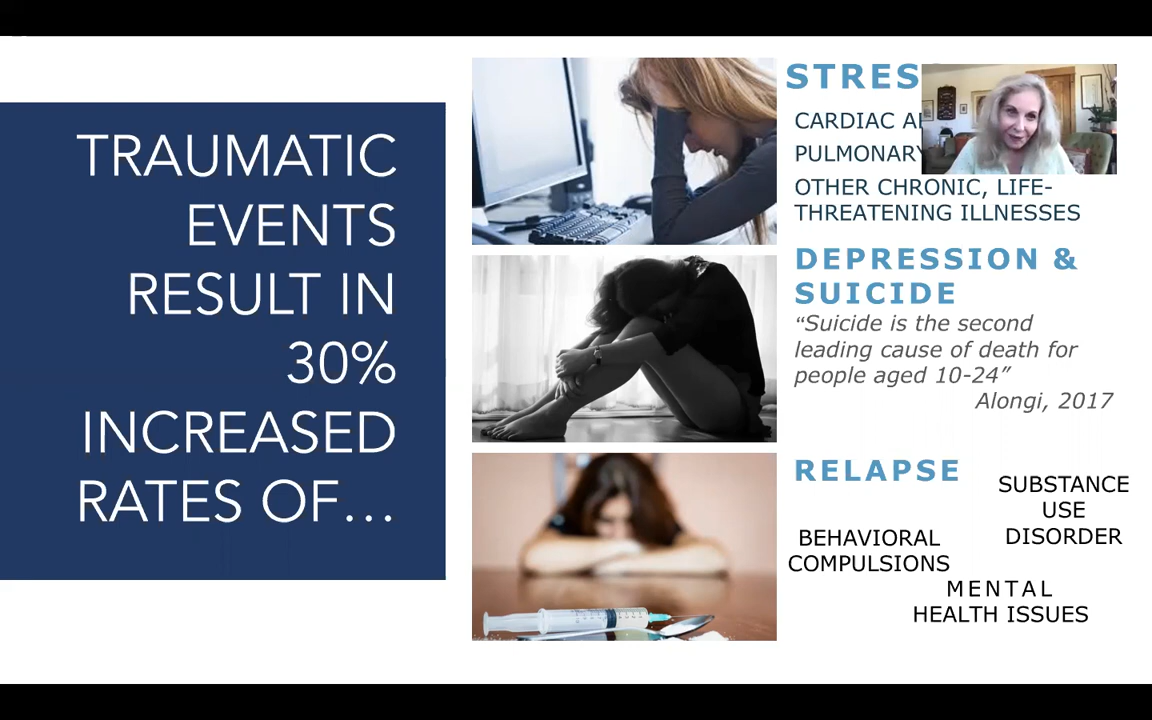 TRAUMATIC
EVENTS
RESULT IN
30%
INCREASED
RATES OF...
STRES
CARDIAC
PULMONARY
OTHER CHRONIC, LIFE-
THREATENING ILLNESSES
DEPRESSION &
SUICIDE
“Suicide is the second
leading cause of death for
people aged 10-24”
Alongi, 2017
RELAPSE
SUBSTANCE
USE
DISORDER
BEHAVIORAL
COMPULSIONS
MENTAL
HEALTH ISSUES